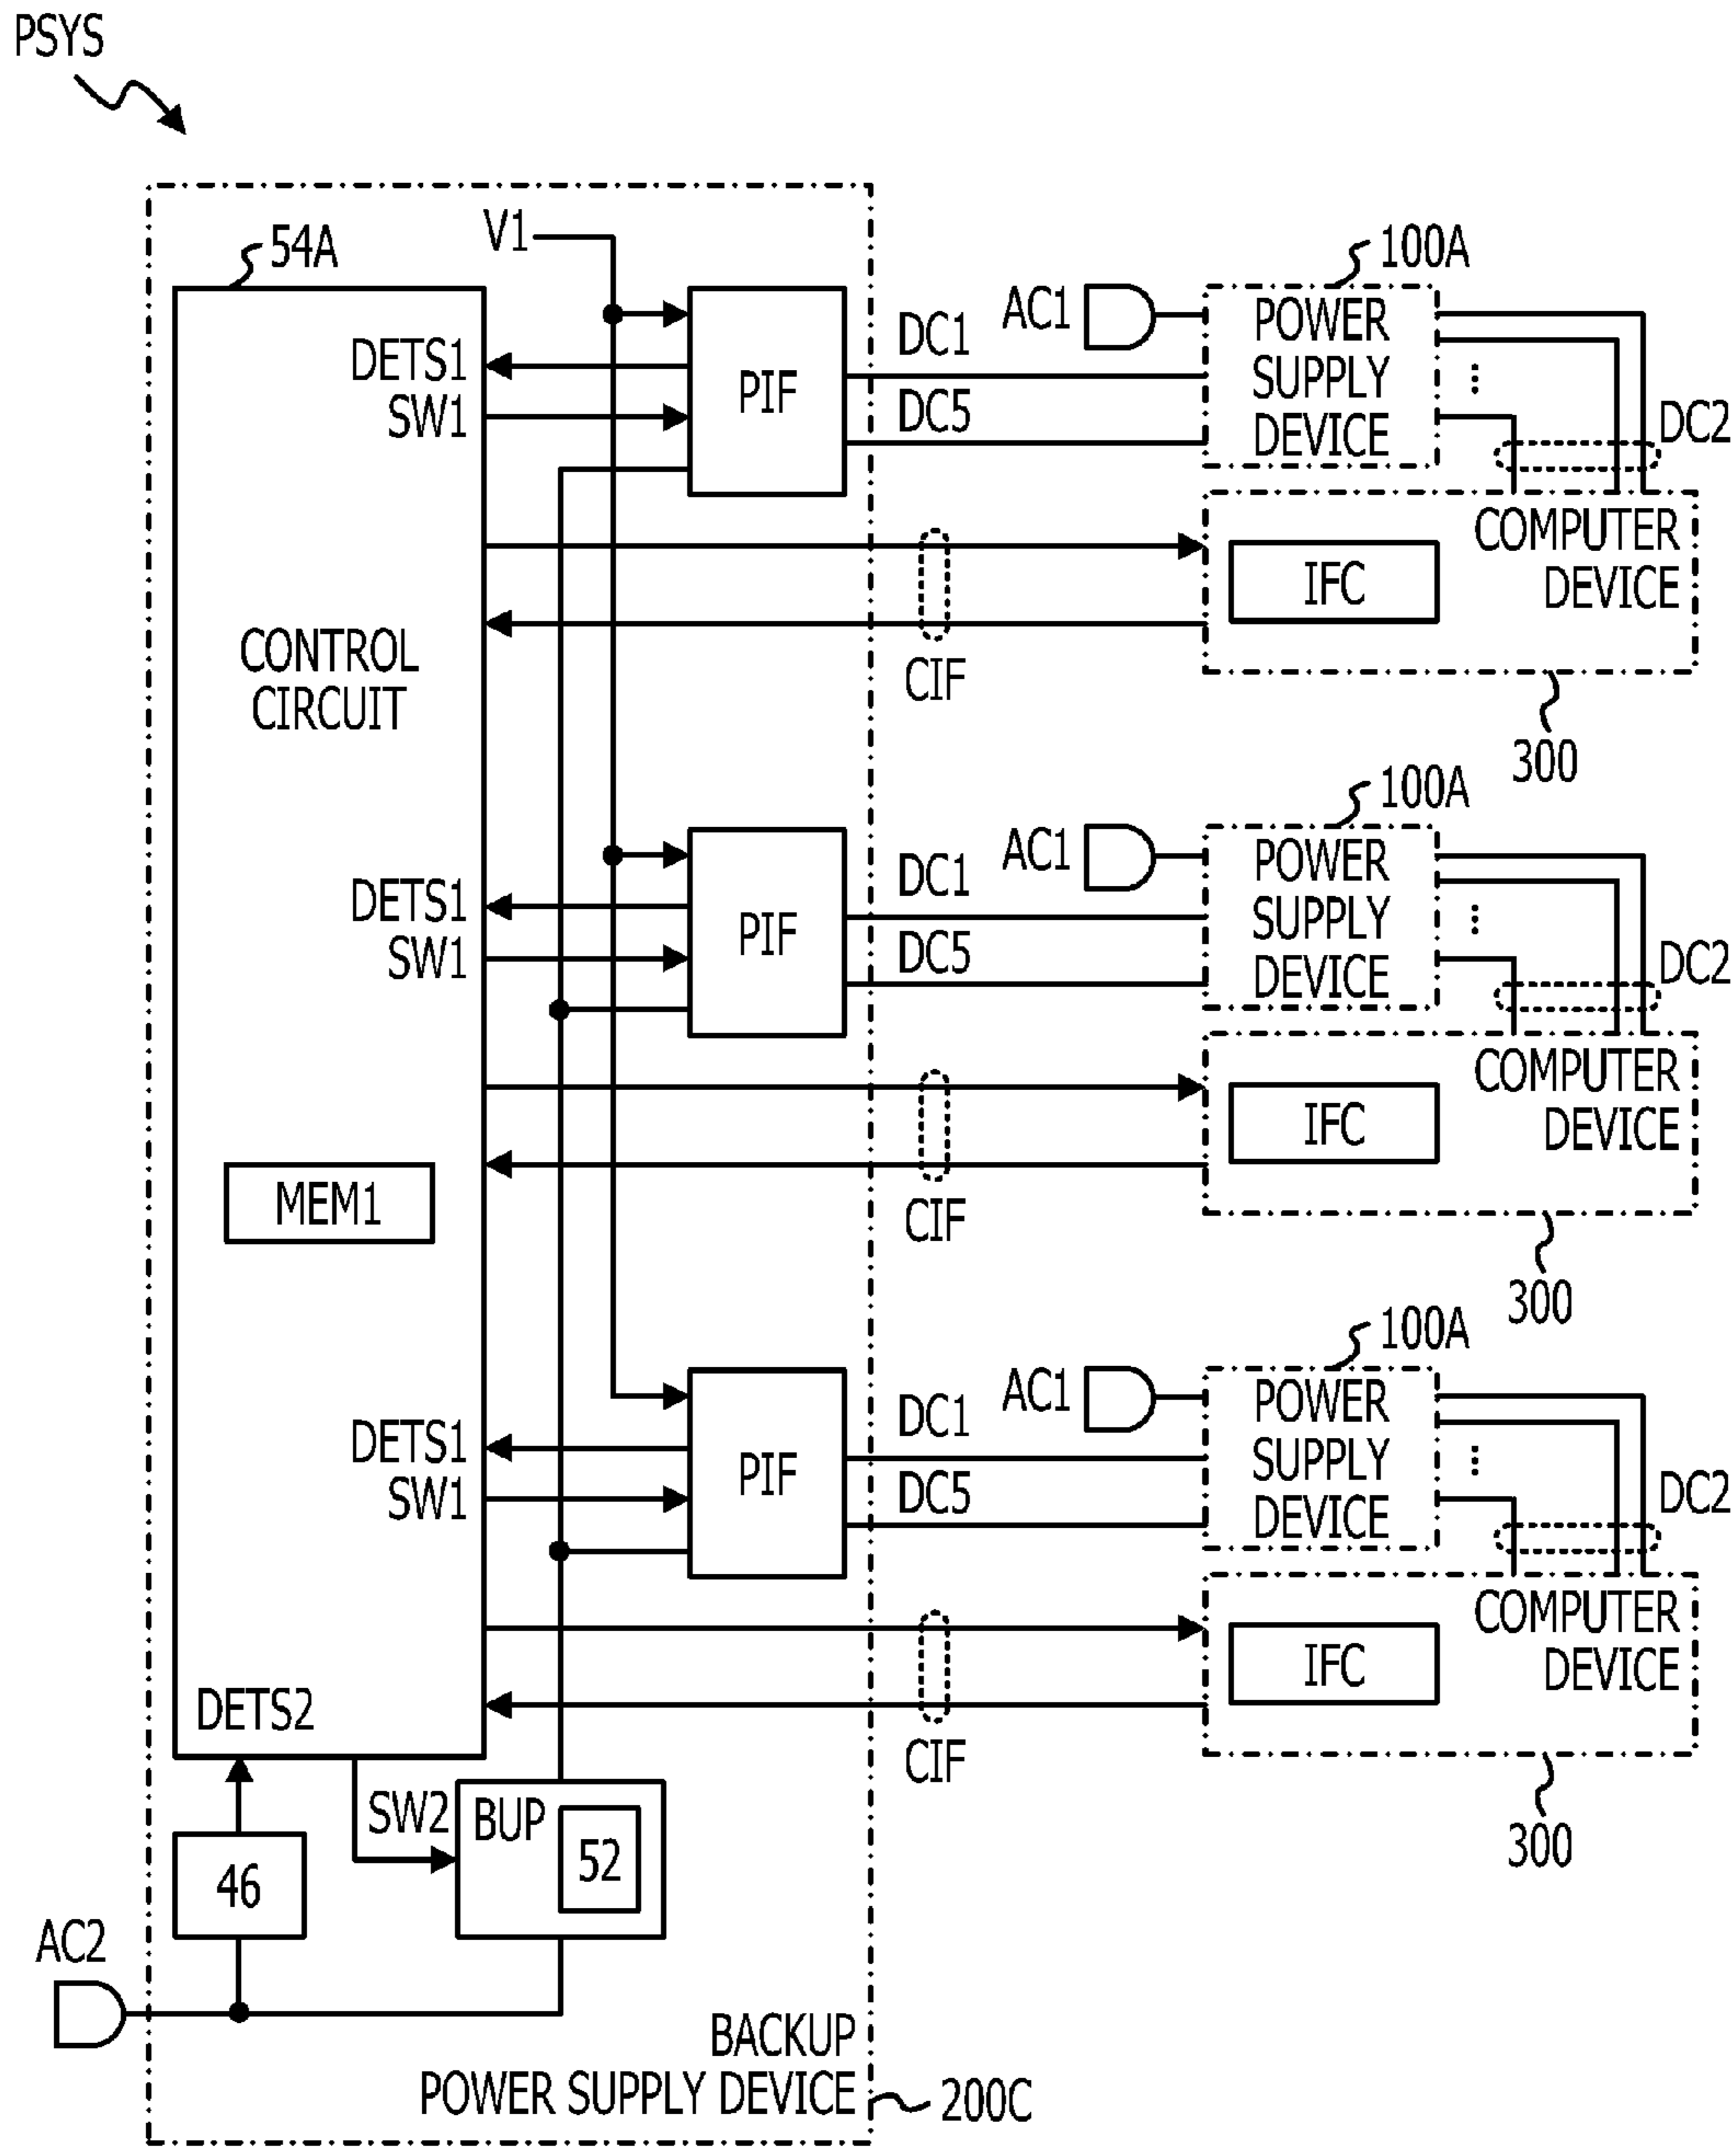 PSYS
54A
V1
100A
AC1
POWER
SUPPLY
DEVICE
DETS1
SW1
PIF
DC1
DC5
DC2
COMPUTER
DEVICE
IFC
CIF
300
CONTROL
CIRCUIT
100A
AC1
POWER
SUPPLY
DEVICE
DETS1
SW1
PIF
DC1
DC5
DC2
COMPUTER
DEVICE
IFC
CIF
300
MEM1
100A
AC1
POWER
SUPPLY
DEVICE
DETS1
SW1
PIF
DC1
DC5
DC2
COMPUTER
DEVICE
IFC
CIF
300
DETS2
SW2
BUP
52
46
AC2
BACKUP
POWER SUPPLY DEVICE
200C